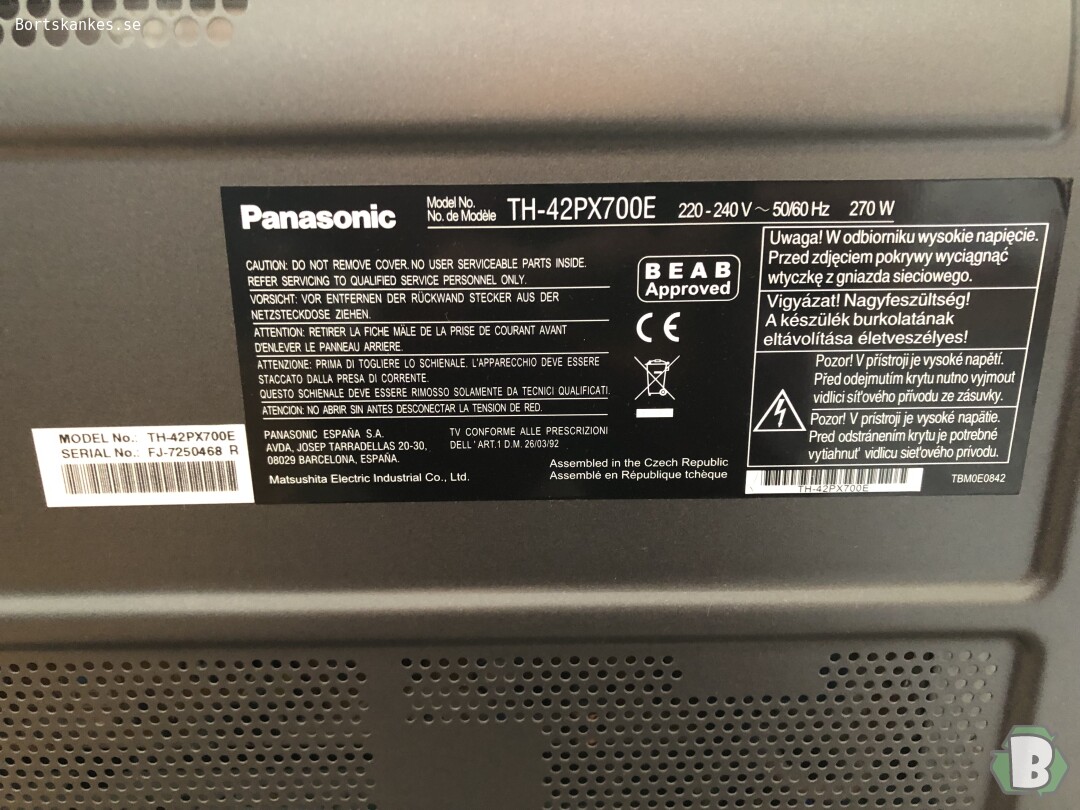 Bortskankes.se
Panasonic
Model No.
No. de Modèle
TH-42PX700E 220 - 240 V ~ 50/60 Hz 270 W
CAUTION: DO NOT REMOVE COVER. NO USER SERVICEABLE PARTS INSIDE.
REFER SERVICING TO QUALIFIED SERVICE PERSONNEL ONLY.
VORSICHT: VOR ENTFERNEN DER RÜCKWAND STECKER AUS DER
NETZSTECKDOSE ZIEHEN.
ATTENTION: RETIRER LA FICHE MÂLE DE LA PRISE DE COURANT AVANT
D'ENLEVER LE PANNEAU ARRIERE.
ATTENZIONE: PRIMA DI TOGLIERE LO SCHIENALE. L'APPARECCHIO DEVE ESSERE
STACCATO DALLA PRESA DI CORRENTE.
QUESTO SCHIENALE DEVE ESSERE RIMOSSO SOLAMENTE DA TECNICI QUALIFICATI.
ATENCION: NO ABRIR SIN ANTES DESCONECTAR LA TENSION DE RED.
PANASONIC ESPAÑA S.A.
AVDA, JOSEP TARRADELLAS 20-30,
08029 BARCELONA, ESPAÑA.
TV CONFORME ALLE PRESCRIZIONI
DELL' ART.1 D.M. 26/03/92
Matsushita Electric Industrial Co., Ltd.
Assembled in the Czech Republic
Assemblé en République tchèque
BEAB
Approved
CE
Uwaga! W odbiorniku wysokie napięcie.
Przed zdjęciem pokrywy wyciągnąć
wtyczkę z gniazda sieciowego.
Vigyázat! Nagyfeszültség!
A készülék burkolatának
eltávolítása életveszélyes!
Pozor! V přístroji je vysoké napětí.
Před odejmutím krytu nutno vyjmout
vidlici síťového přívodu ze zásuvky.
Pozor! V prístroji je vysoké napätie.
Pred odstránením krytu je potrebné
vytiahnuť vidlicu sieťového prívodu.
TH-42PX700E
TBM0E0842
MODEL No.: TH-42PX700E
SERIAL No.: FJ-7250468 R
B